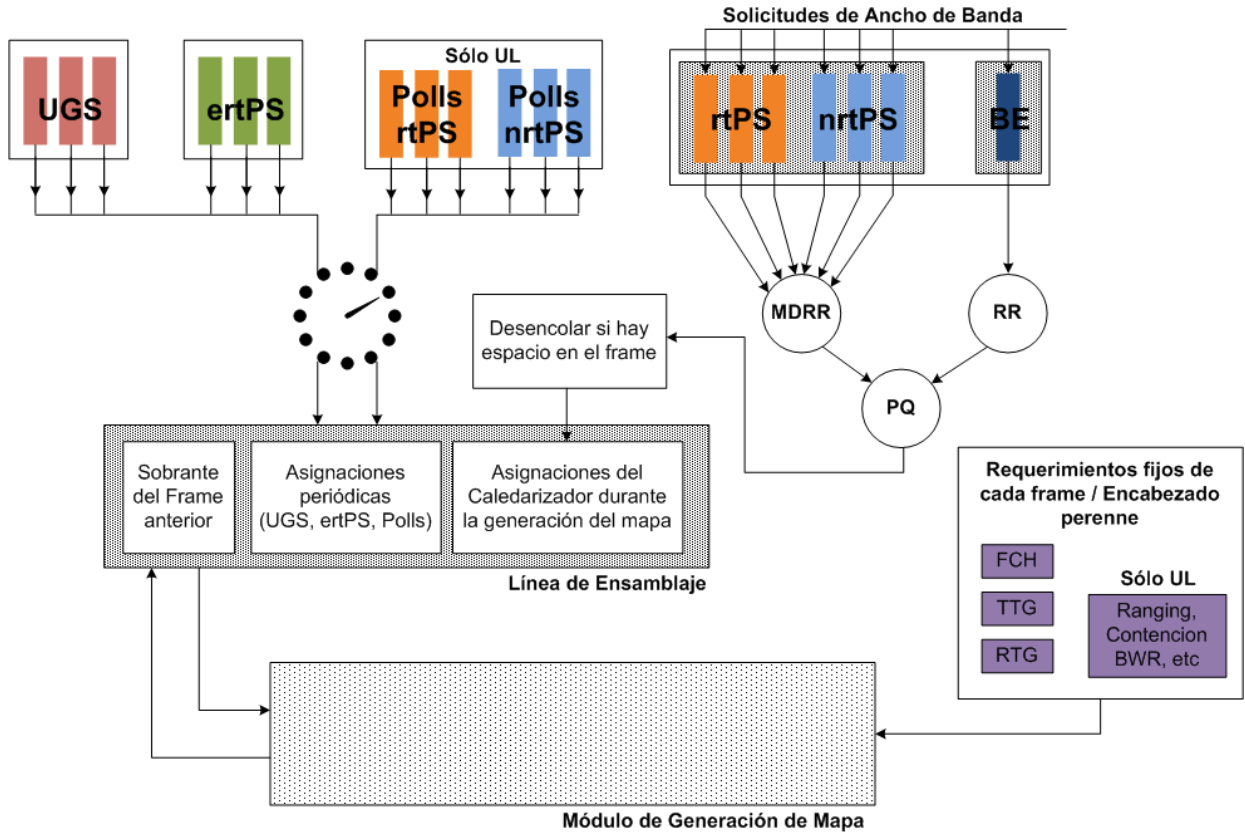 Solicitudes de Ancho de Banda
UGS
ertPS
Sólo UL
Polls
rtPS
Polls
nrtPS
rtPS
nrtPS
BE
MDRR
RR
PQ
Desencolar si hay
espacio en el frame
Sobrante
del Frame
anterior
Asignaciones
periódicas
(UGS, ertPS, Polls)
Asignaciones del
Caledarizador durante
la generación del mapa
Línea de Ensamblaje
Requerimientos fijos de
cada frame / Encabezado
perenne
FCH
TTG
RTG
Sólo UL
Ranging,
Contencion
BWR, etc
Módulo de Generación de Mapa